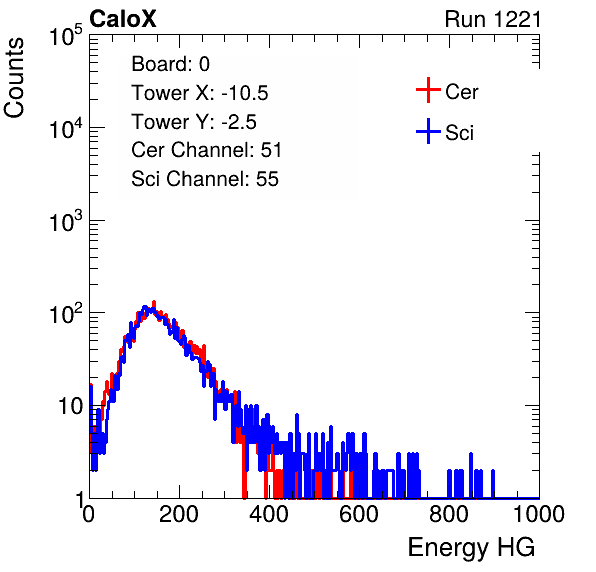 CaloX Run 1221
Counts
Board: 0
Tower X: -10.5
Tower Y: -2.5
Cer Channel: 51
Sci Channel: 55
Cer
Sci
10^5
10^4
10^3
10^2
10
1
0 200 400 600 800 1000
Energy HG